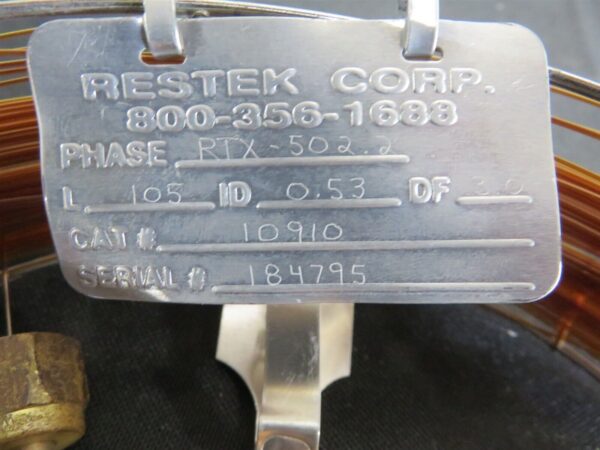 RESTEK CORP.
800-356-1688
PHASE RTX-502.2
L 105 ID 0.53 DF 3.0
CAT # 10910
SERIAL # 184795